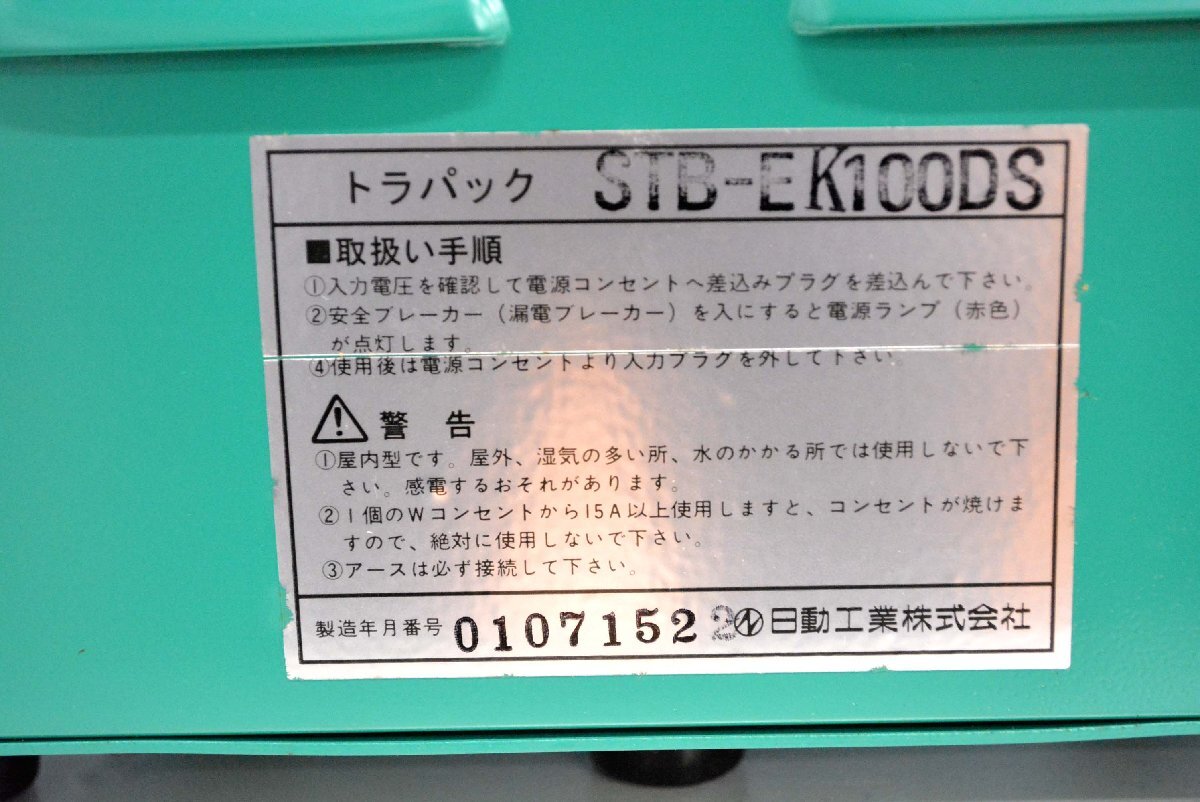 トラパック STB-EK100DS
■取扱い手順
①入力電圧を確認して電源コンセントへ差込みプラグを差込んで下さい。
②安全ブレーカー(漏電ブレーカー)を入にすると電源ランプ(赤色)
が点灯します。
④使用後は電源コンセントより入力プラグを外して下さい。
警 告
①屋内型です。屋外、湿気の多い所、水のかかる所では使用しないで下
さい。感電するおそれがあります。
②1個のWコンセントから15A以上使用しますと、コンセントが焼けま
すので、絶対に使用しないで下さい。
③アースは必ず接続して下さい。
製造年月番号 01071522 日動工業株式会社